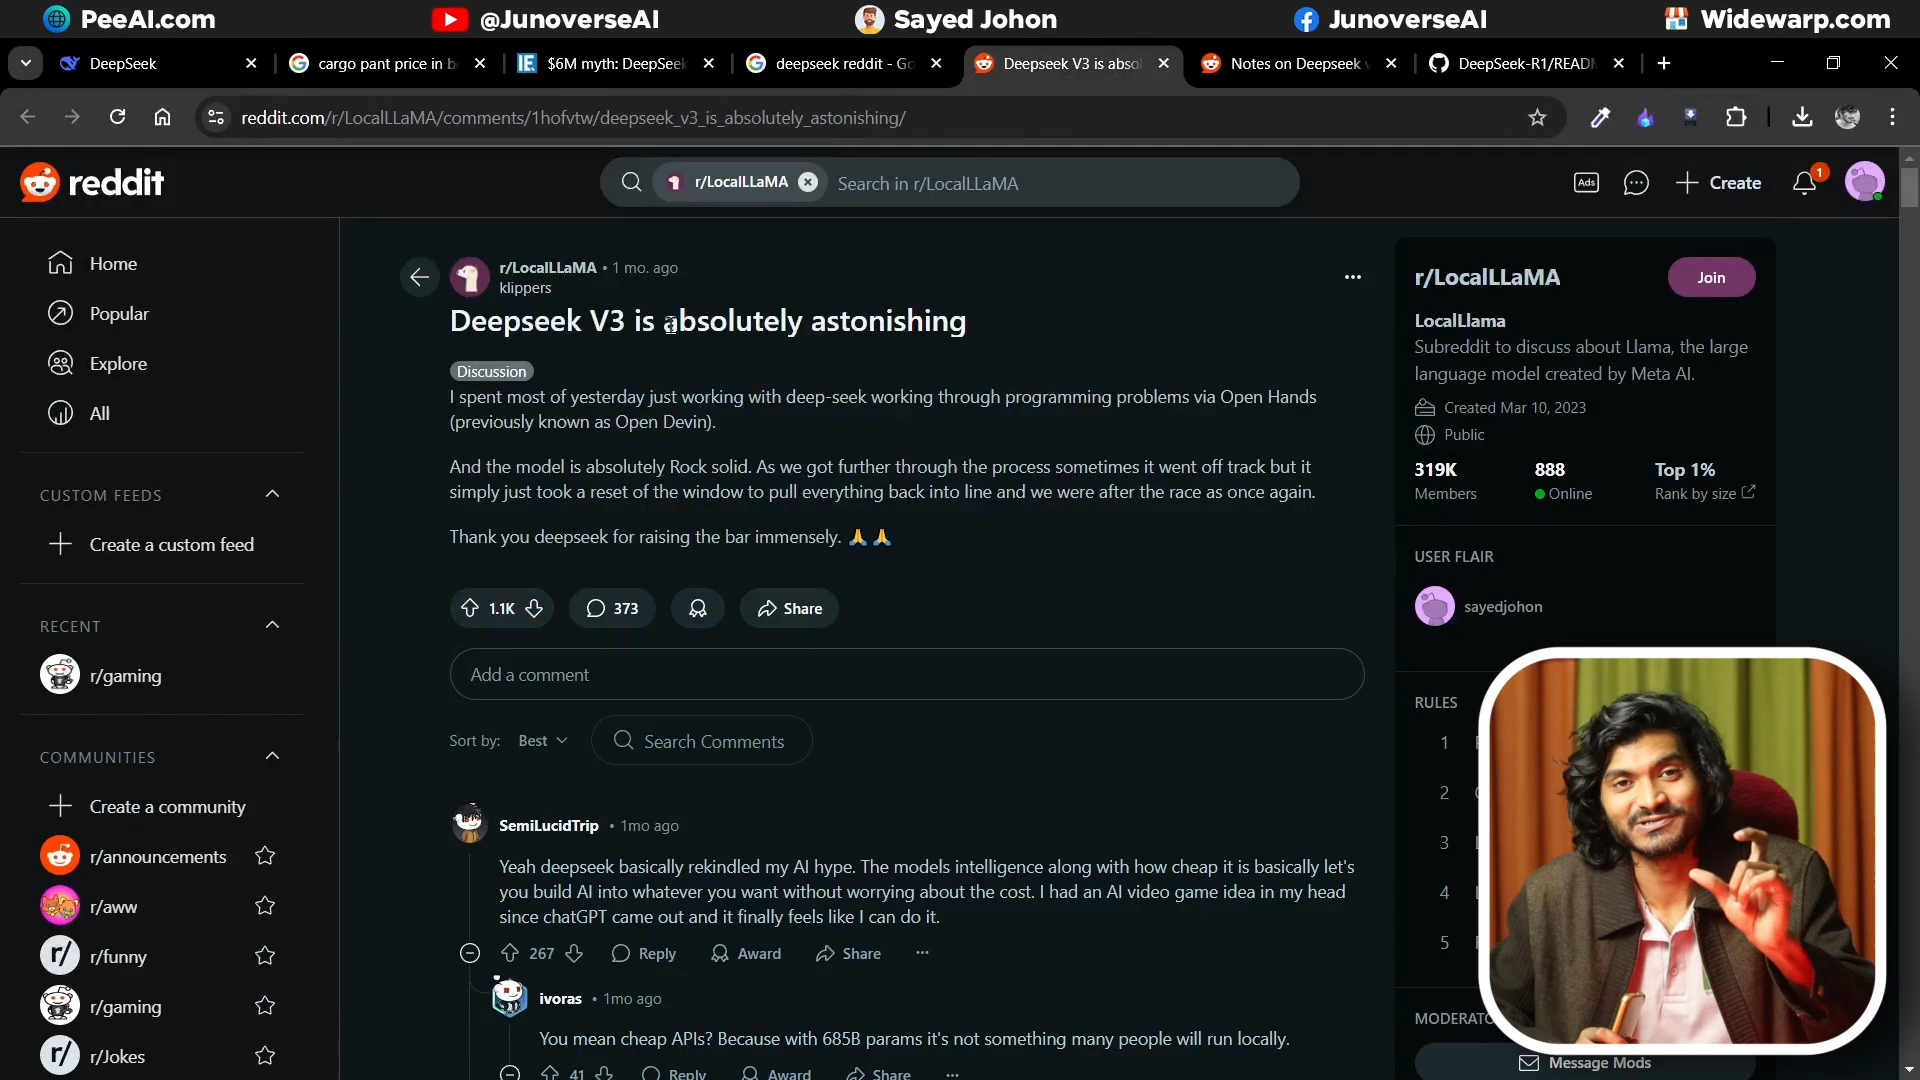 PeeAI.com
@JunoverseAI
Sayed Johon
JunoverseAI
Widewarp.com
DeepSeek
cargo pant price in b
$6M myth: DeepSeek
deepseek reddit - Go
Deepseek V3 is absol
Notes on Deepseek
DeepSeek-R1/READ
reddit.com/r/LocalLLaMA/comments/1hofvtw/deepseek_v3_is_absolutely_astonishing/
reddit
r/LocalLLaMA
Search in r/LocalLLaMA
Ads
Create
1
Home
Popular
Explore
All
CUSTOM FEEDS
Create a custom feed
RECENT
r/gaming
COMMUNITIES
Create a community
r/announcements
r/aww
r/funny
r/gaming
r/Jokes
r/LocalLLaMA • 1 mo. ago
klippers
Deepseek V3 is absolutely astonishing
Discussion
I spent most of yesterday just working with deep-seek working through programming problems via Open Hands
(previously known as Open Devin).
And the model is absolutely Rock solid. As we got further through the process sometimes it went off track but it
simply just took a reset of the window to pull everything back into line and we were after the race as once again.
Thank you deepseek for raising the bar immensely. 🙏🙏
1.1K
373
Share
Add a comment
Sort by: Best
Search Comments
SemiLucidTrip • 1mo ago
Yeah deepseek basically rekindled my AI hype. The models intelligence along with how cheap it is basically let's
you build AI into whatever you want without worrying about the cost. I had an AI video game idea in my head
since chatGPT came out and it finally feels like I can do it.
267 Reply Award Share
ivoras • 1mo ago
You mean cheap APIs? Because with 685B params it's not something many people will run locally.
41 Reply Award Share
r/LocalLLaMA
Join
LocalLlama
Subreddit to discuss about Llama, the large
language model created by Meta AI.
Created Mar 10, 2023
Public
319K 888 Top 1%
Members Online Rank by size
USER FLAIR
sayedjohon
RULES
1
2
3
4
5
Message Mods